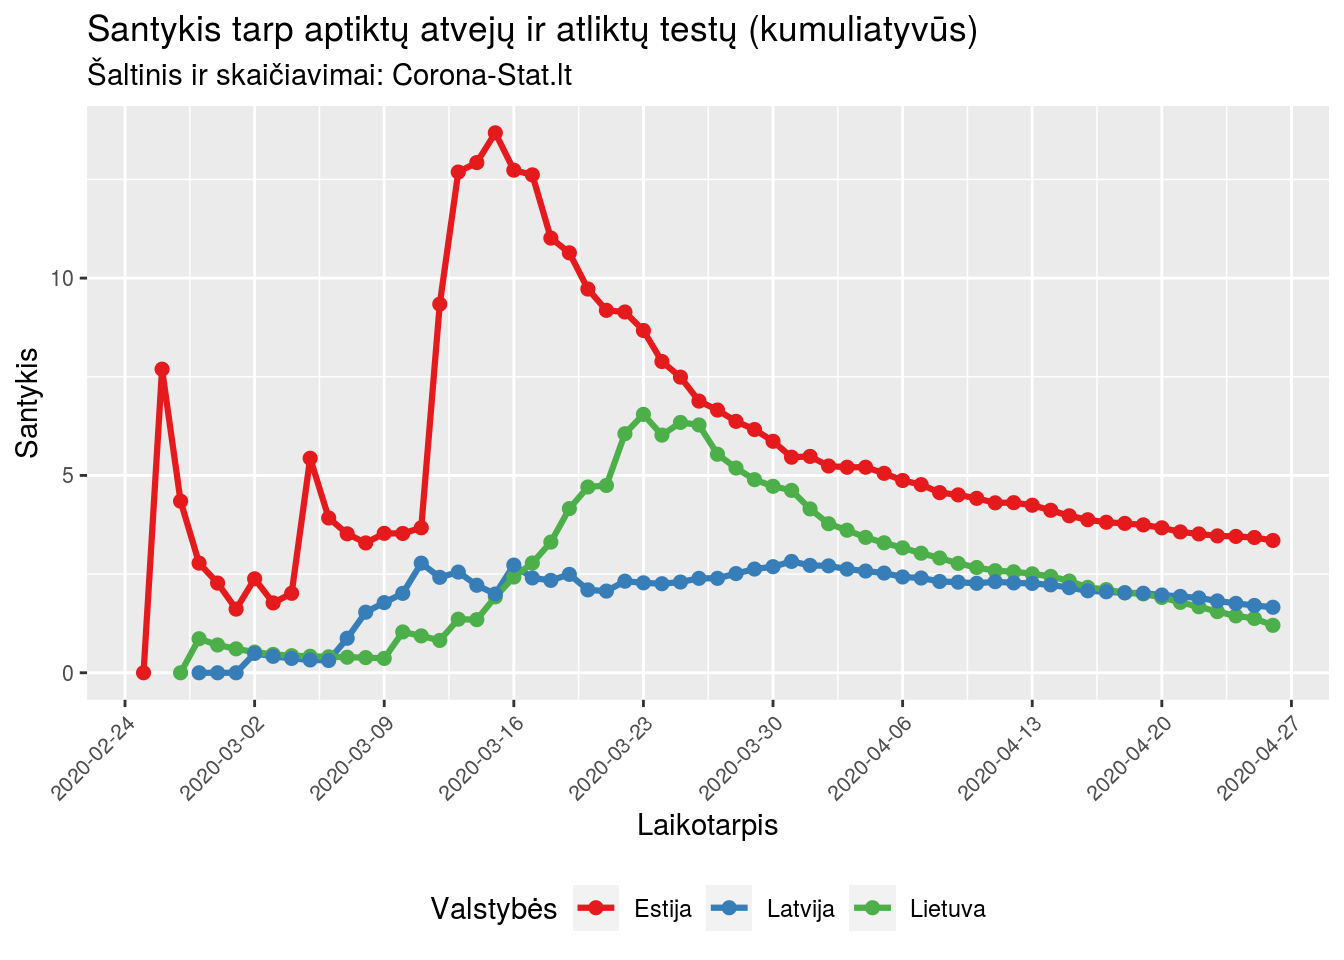 Santykis tarp aptiktų atvejų ir atliktų testų (kumuliatyvūs)
Šaltinis ir skaičiavimai: Corona-Stat.lt
Santykis
10
5
0
2020-02-24
2020-03-02
2020-03-09
2020-03-16
2020-03-23
2020-03-30
2020-04-06
2020-04-13
2020-04-20
2020-04-27
Laikotarpis
Valstybės Estija Latvija Lietuva